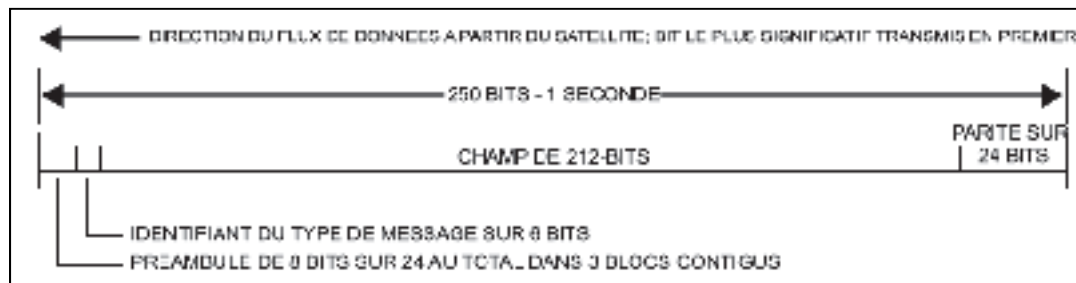 DIRECTION DU FLUX DE DONNEES A PARTIR DU SATELLITE; BIT LE PLUS SIGNIFICATIF TRANSMIS EN PREMIER
250 BITS - 1 SECONDE
PARITE SUR
CHAMP DE 212-BITS
24 BITS
IDENTIFIANT DU TYPE DE MESSAGE SUR 6 BITS
PREAMBULE DE 8 BITS SUR 24 AU TOTAL DANS 3 BLOCS CONTIGUS